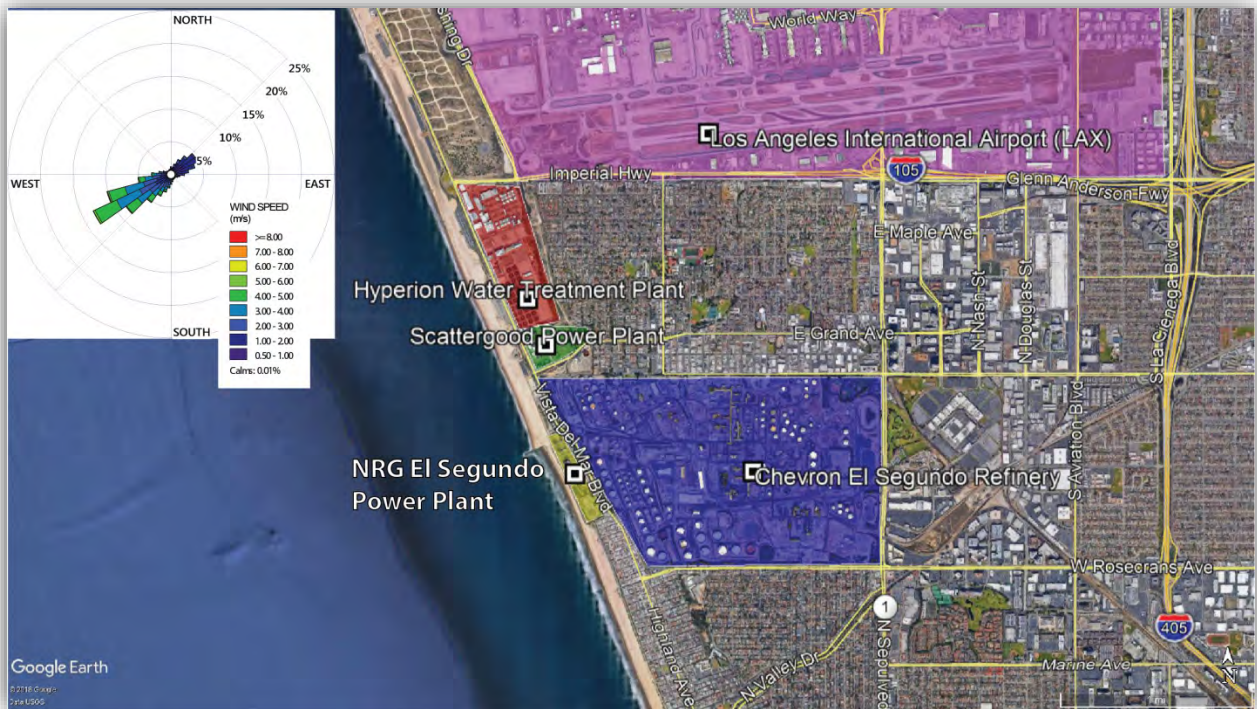 NORTH
25%
20%
15%
10%
5%
WEST
EAST
SOUTH
WIND SPEED
(m/s)
>= 8.00
7.00 - 8.00
6.00 - 7.00
5.00 - 6.00
4.00 - 5.00
3.00 - 4.00
2.00 - 3.00
1.00 - 2.00
0.50 - 1.00
Calms: 0.01%
World Way
Los Angeles International Airport (LAX)
Imperial Hwy
105
Glenn Anderson Fwy
E Maple Ave
N Nash St
N Douglas St
S La Cienega Blvd
Hyperion Water Treatment Plant
Scattergood Power Plant
E Grand Ave
Vista Del Mar Blvd
S Aviation Blvd
NRG El Segundo
Power Plant
Chevron El Segundo Refinery
W Rosecrans Ave
1
405
Highland Ave
N Valley Dr
N Sepulved
Marine Ave
N
Google Earth
© 2018 Google